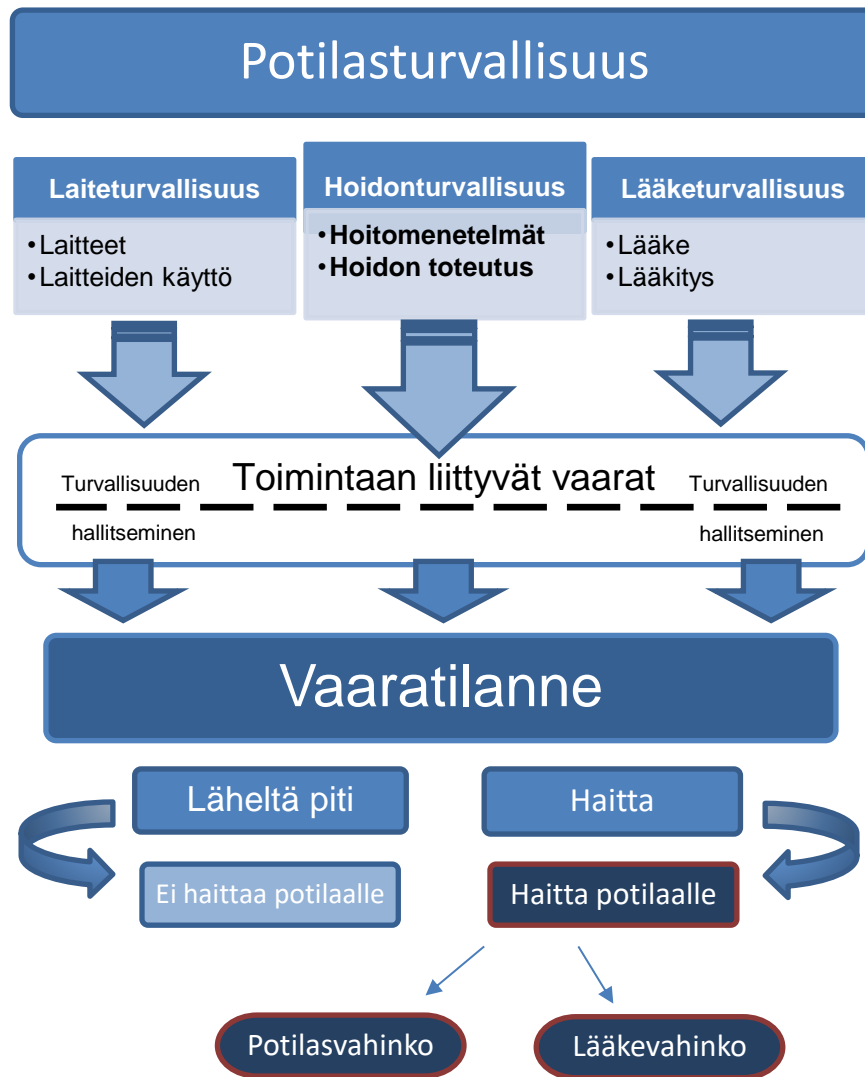 Potilasturvallisuus
Laiteturvallisuus
•Laitteet
•Laitteiden käyttö
Hoidonturvallisuus
•Hoitomenetelmät
•Hoidon toteutus
Lääketurvallisuus
•Lääke
•Lääkitys
Toimintaan liittyvät vaarat
Turvallisuuden
hallitseminen
Turvallisuuden
hallitseminen
Vaaratilanne
Läheltä piti
Haitta
Ei haittaa potilaalle
Haitta potilaalle
Potilasvahinko
Lääkevahinko